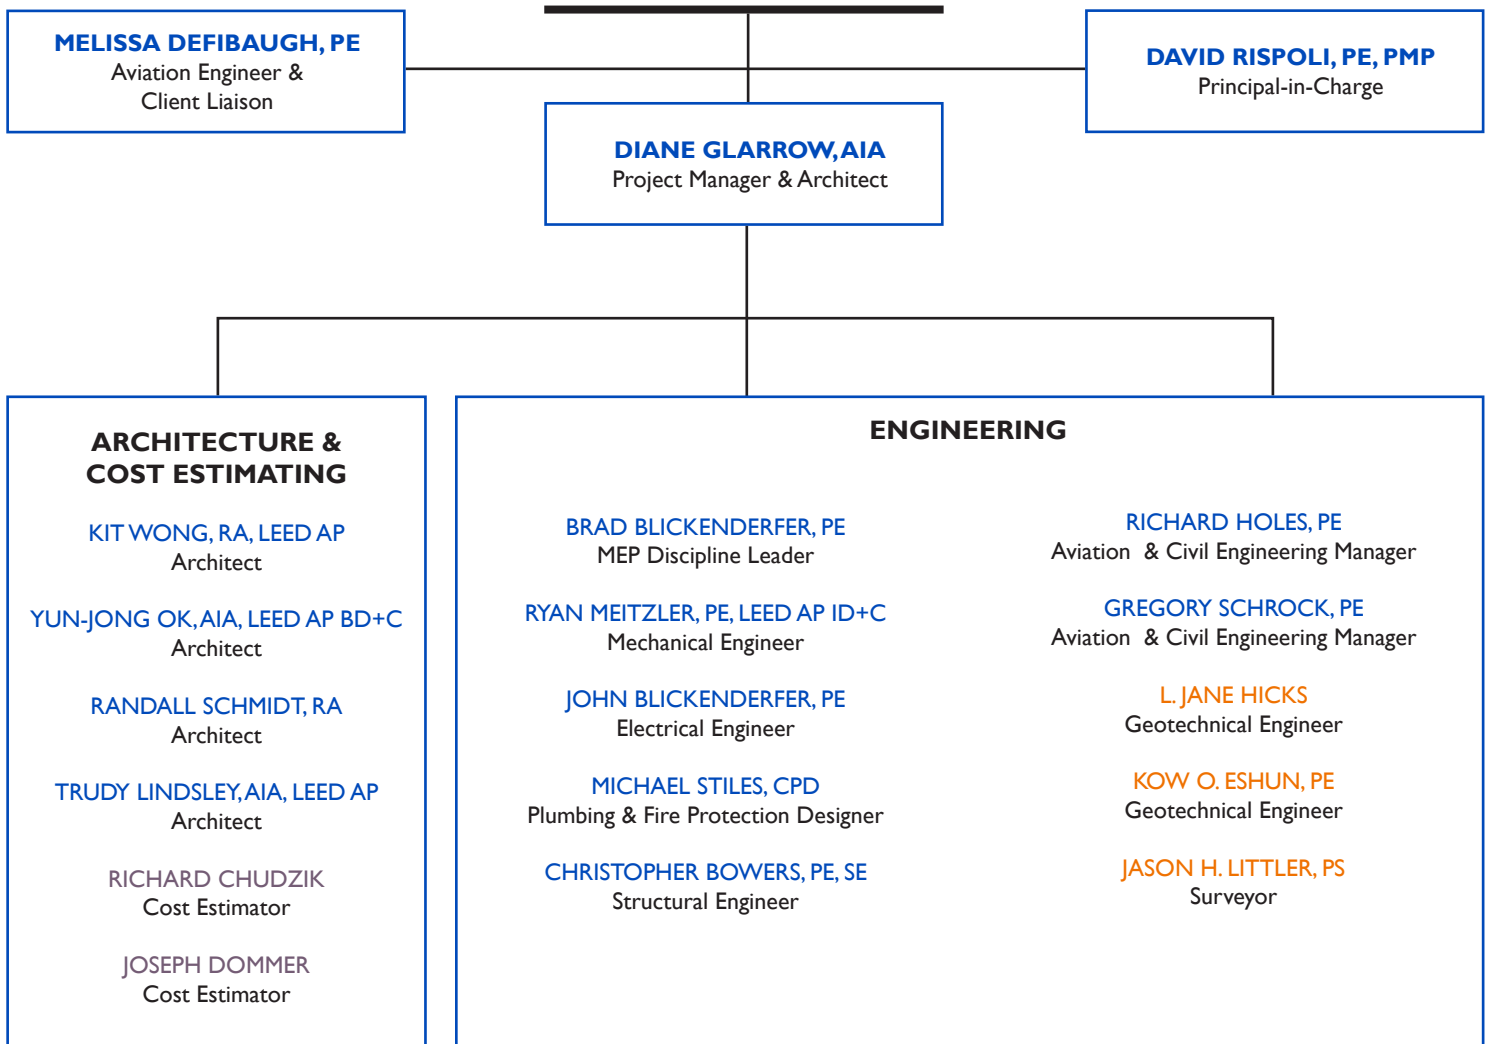 MELISSA DEFIBAUGH, PE
Aviation Engineer &
Client Liaison
DAVID RISPOLI, PE, PMP
Principal-in-Charge
DIANE GLARROW, AIA
Project Manager & Architect
ARCHITECTURE &
COST ESTIMATING
KIT WONG, RA, LEED AP
Architect
YUN-JONG OK, AIA, LEED AP BD+C
Architect
RANDALL SCHMIDT, RA
Architect
TRUDY LINDSLEY, AIA, LEED AP
Architect
RICHARD CHUDZIK
Cost Estimator
JOSEPH DOMMER
Cost Estimator
ENGINEERING
BRAD BLICKENDERFER, PE
MEP Discipline Leader
RYAN MEITZLER, PE, LEED AP ID+C
Mechanical Engineer
JOHN BLICKENDERFER, PE
Electrical Engineer
MICHAEL STILES, CPD
Plumbing & Fire Protection Designer
CHRISTOPHER BOWERS, PE, SE
Structural Engineer
RICHARD HOLES, PE
Aviation & Civil Engineering Manager
GREGORY SCHROCK, PE
Aviation & Civil Engineering Manager
L. JANE HICKS
Geotechnical Engineer
KOW O. ESHUN, PE
Geotechnical Engineer
JASON H. LITTLER, PS
Surveyor